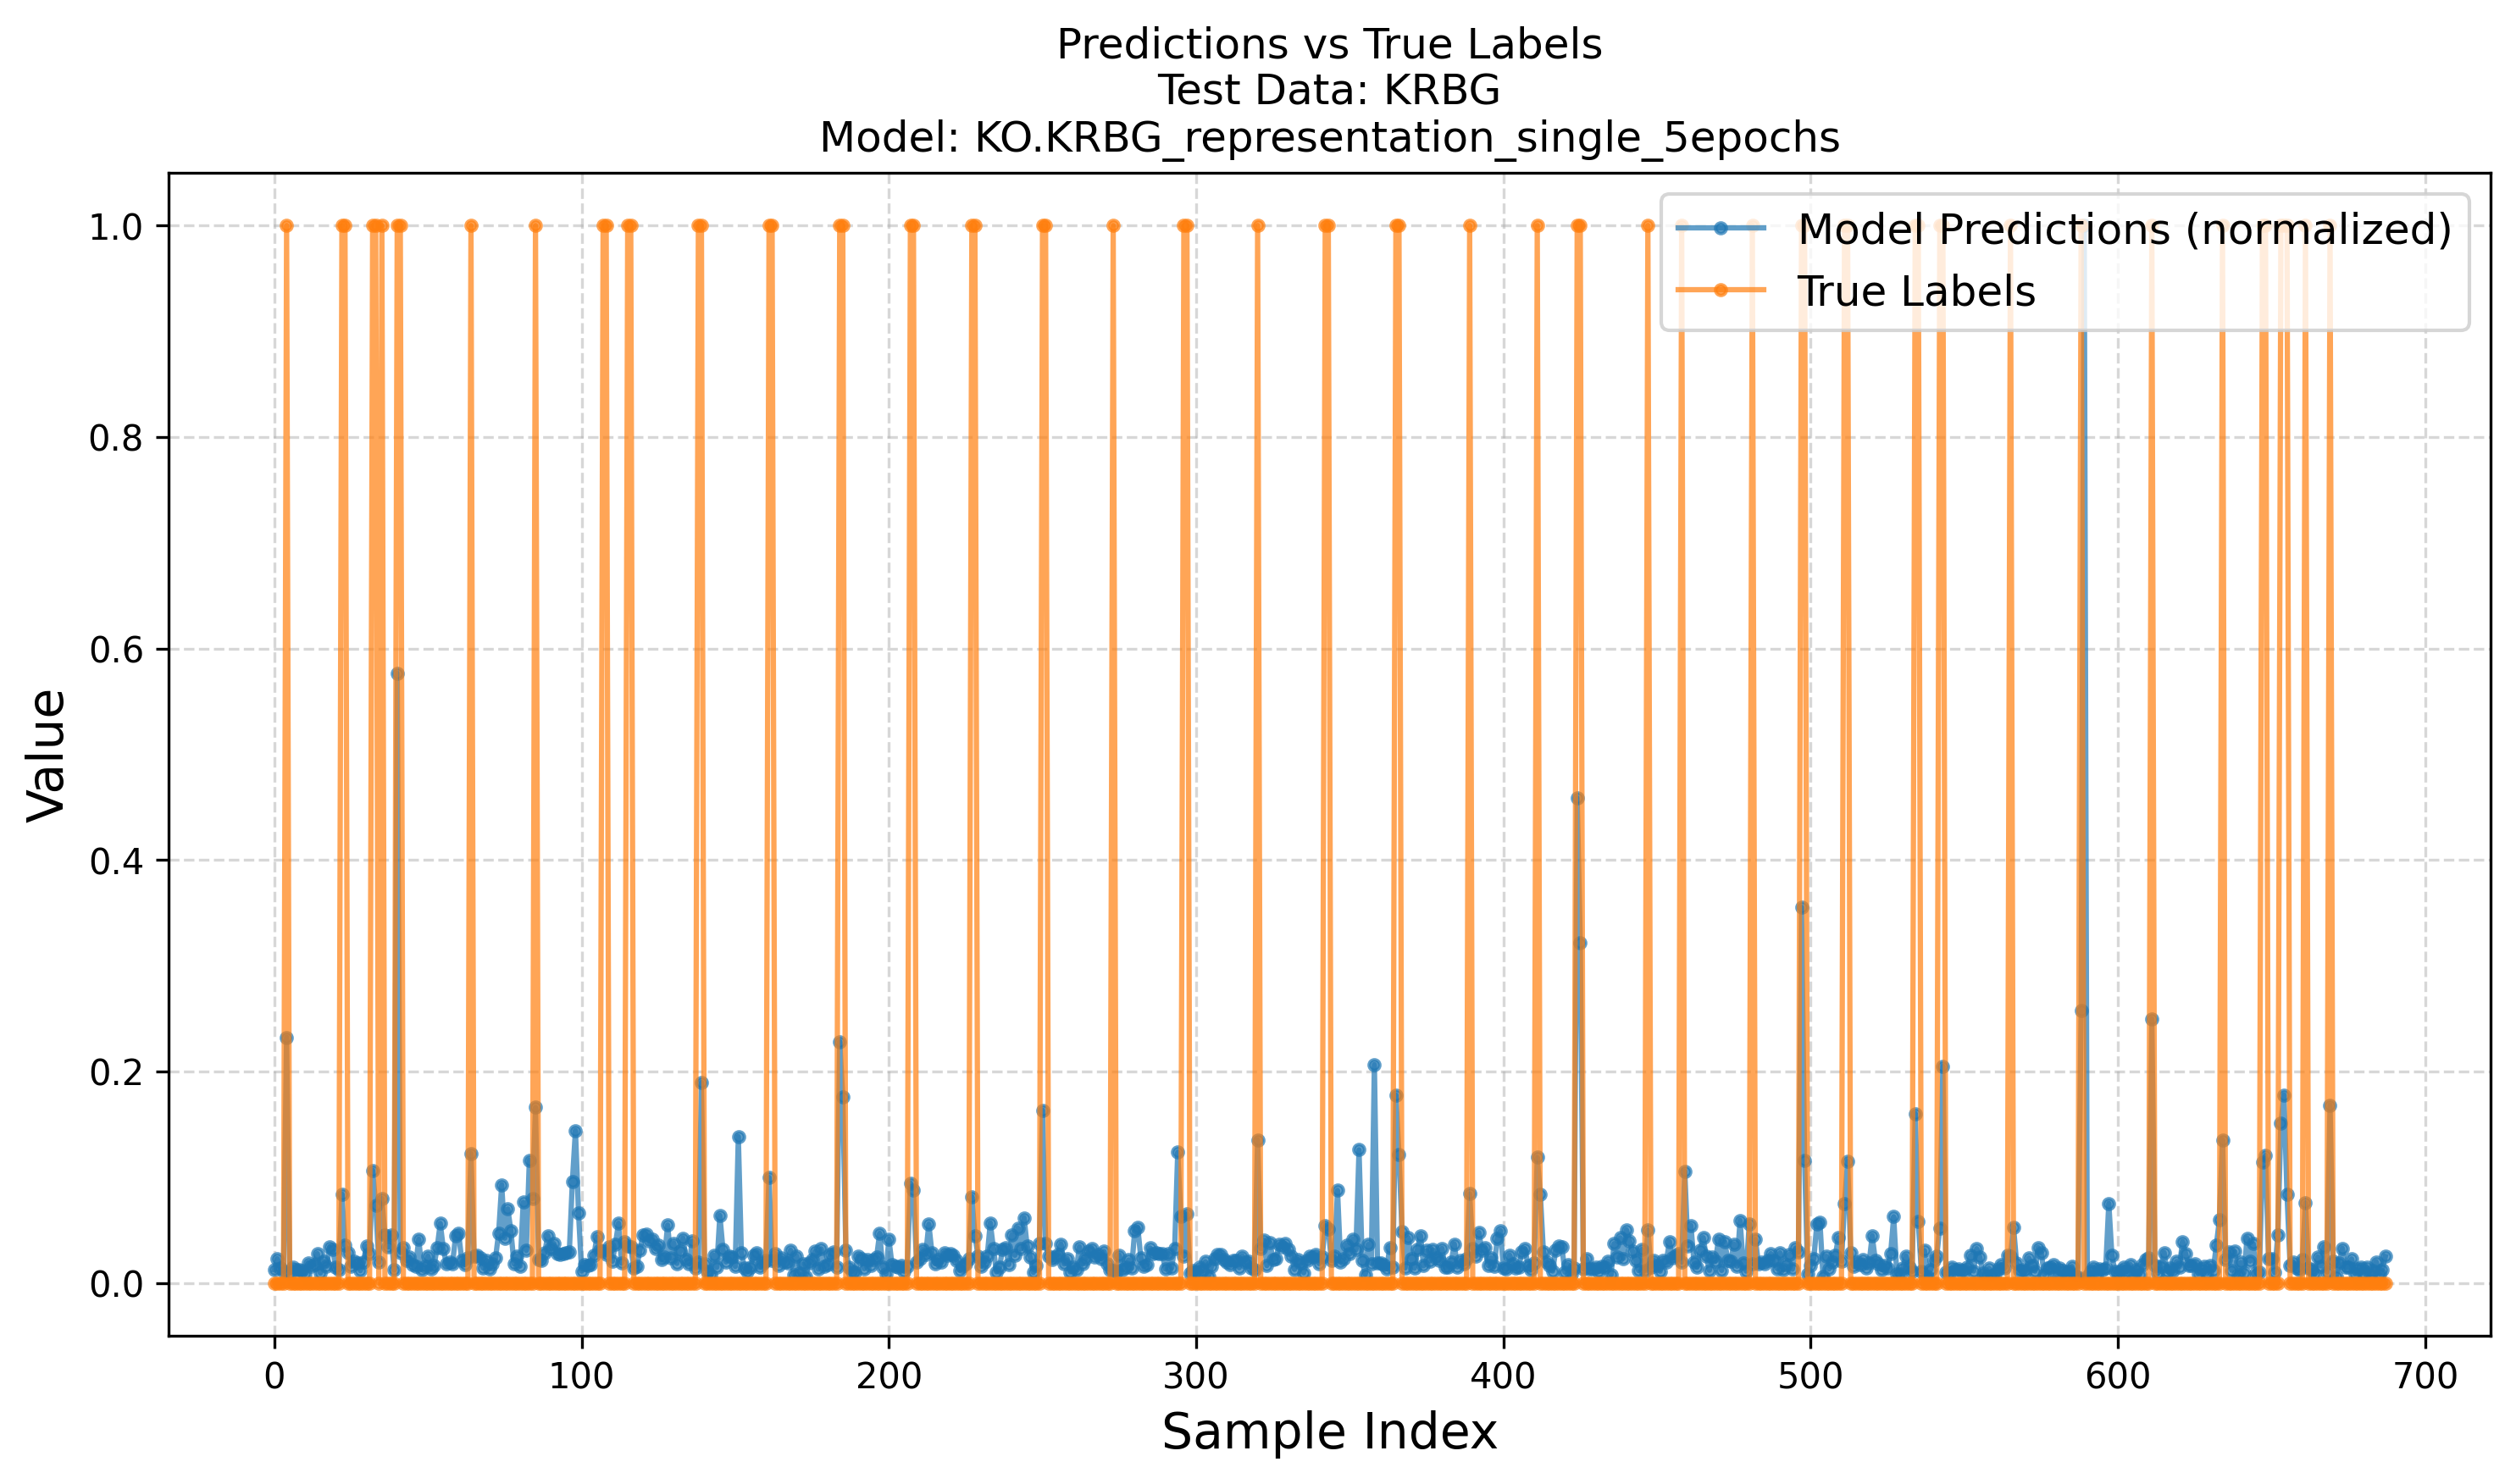 Predictions vs True Labels
Test Data: KRBG
Model: KO.KRBG_representation_single_5epochs
Model Predictions (normalized)
True Labels
1.0
0.8
0.6
0.4
0.2
0.0
Value
0 100 200 300 400 500 600 700
Sample Index